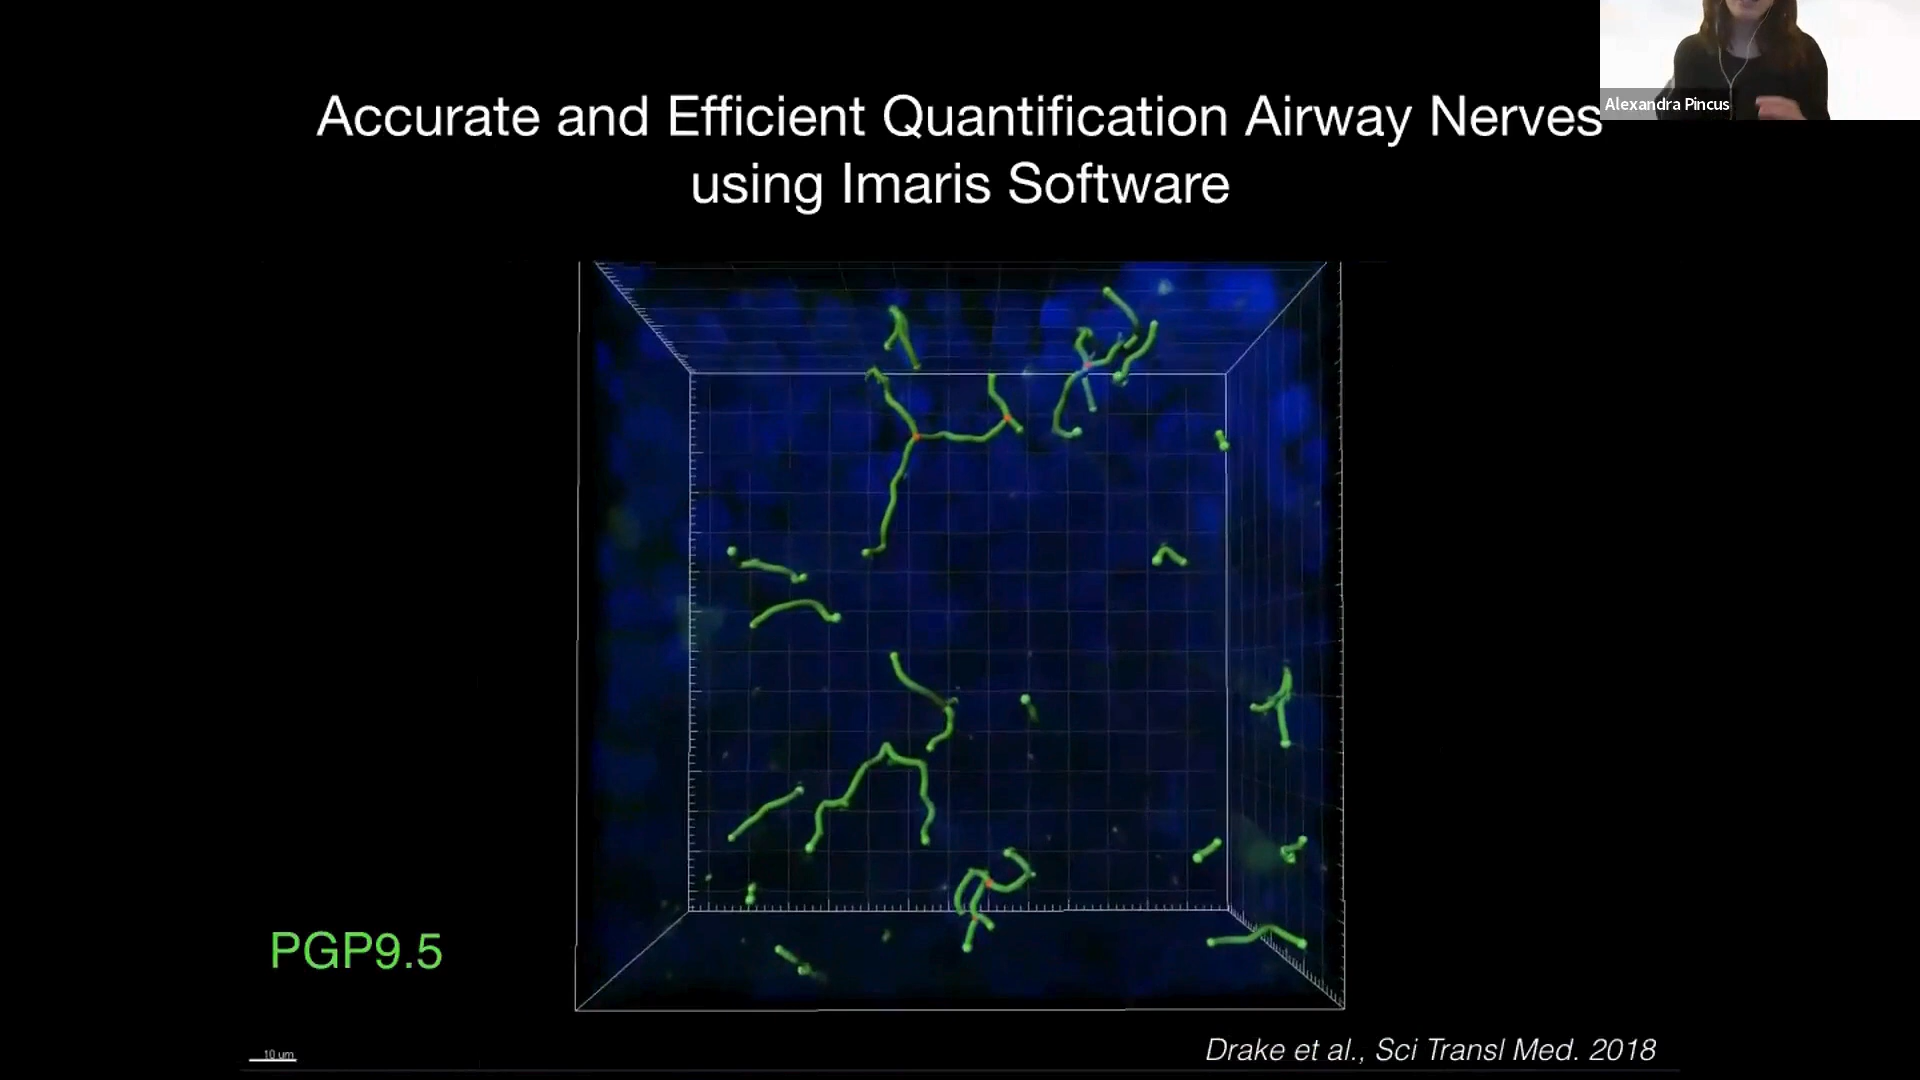 Accurate and Efficient Quantification Airway Nerves
using Imaris Software
Alexandra Pincus
PGP9.5
10 um
Drake et al., Sci Transl Med. 2018